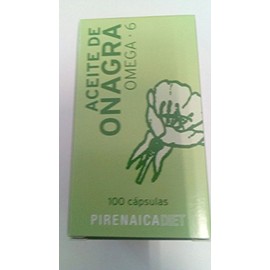 ACEITE DE
ONAGRA
OMEGA · 6
100 cápsulas
PIRENAICADIET